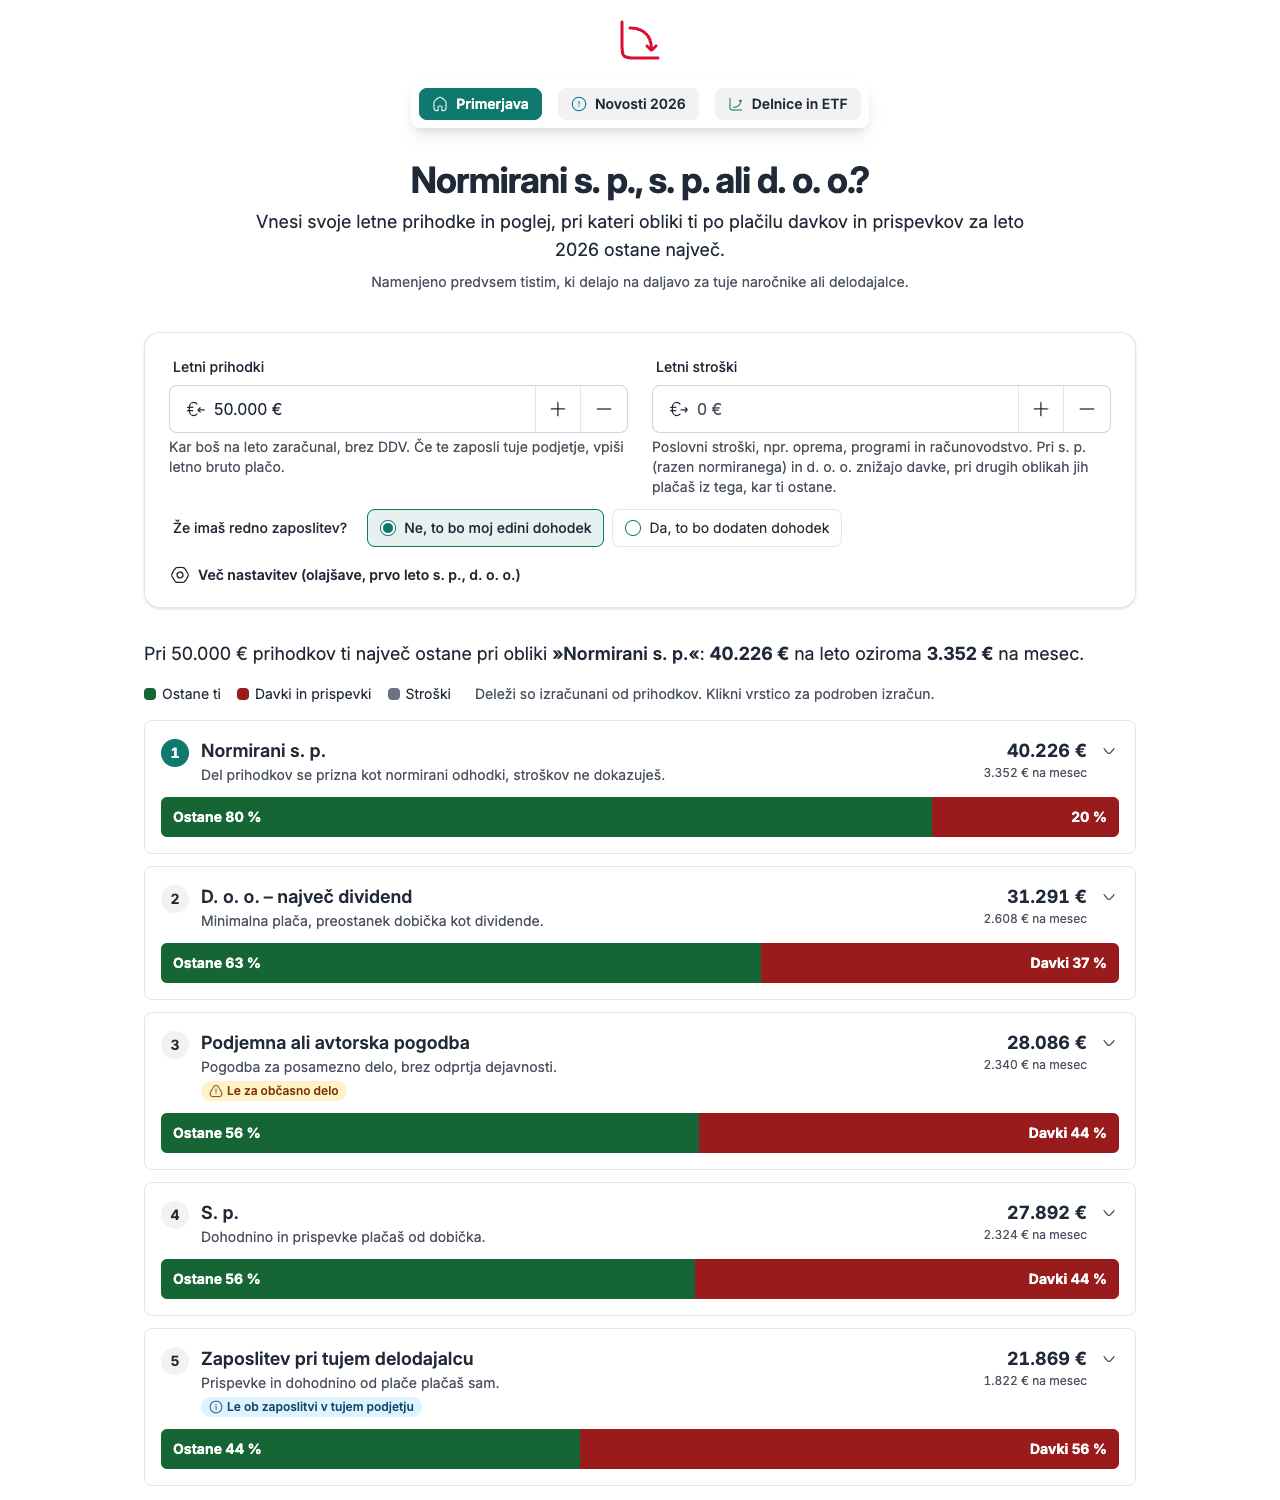 Primerjava
Novosti 2026
Delnice in ETF
Normirani s. p., s. p. ali d. o. o.?
Vnesi svoje letne prihodke in poglej, pri kateri obliki ti po plačilu davkov in prispevkov za leto
2026 ostane največ.
Namenjeno predvsem tistim, ki delajo na daljavo za tuje naročnike ali delodajalce.
Letni prihodki
50.000 €
Kar boš na leto zaračunal, brez DDV. Če te zaposli tuje podjetje, vpiši
letno bruto plačo.
Letni stroški
0 €
Poslovni stroški, npr. oprema, programi in računovodstvo. Pri s. p.
(razen normiranega) in d. o. o. znižajo davke, pri drugih oblikah jih
plačaš iz tega, kar ti ostane.
Že imaš redno zaposlitev?
Ne, to bo moj edini dohodek
Da, to bo dodaten dohodek
Več nastavitev (olajšave, prvo leto s. p., d. o. o.)
Pri 50.000 € prihodkov ti največ ostane pri obliki »Normirani s. p.«: 40.226 € na leto oziroma 3.352 € na mesec.
Ostane ti
Davki in prispevki
Stroški
Deleži so izračunani od prihodkov. Klikni vrstico za podroben izračun.
1
Normirani s. p.
40.226 €
Del prihodkov se prizna kot normirani odhodki, stroškov ne dokazuješ.
3.352 € na mesec
Ostane 80 %
20 %
2
D. o. o. – največ dividend
31.291 €
Minimalna plača, preostanek dobička kot dividende.
2.608 € na mesec
Ostane 63 %
Davki 37 %
3
Podjemna ali avtorska pogodba
28.086 €
Pogodba za posamezno delo, brez odprtja dejavnosti.
2.340 € na mesec
Le za občasno delo
Ostane 56 %
Davki 44 %
4
S. p.
27.892 €
Dohodnino in prispevke plačaš od dobička.
2.324 € na mesec
Ostane 56 %
Davki 44 %
5
Zaposlitev pri tujem delodajalcu
21.869 €
Prispevke in dohodnino od plače plačaš sam.
1.822 € na mesec
Le ob zaposlitvi v tujem podjetju
Ostane 44 %
Davki 56 %